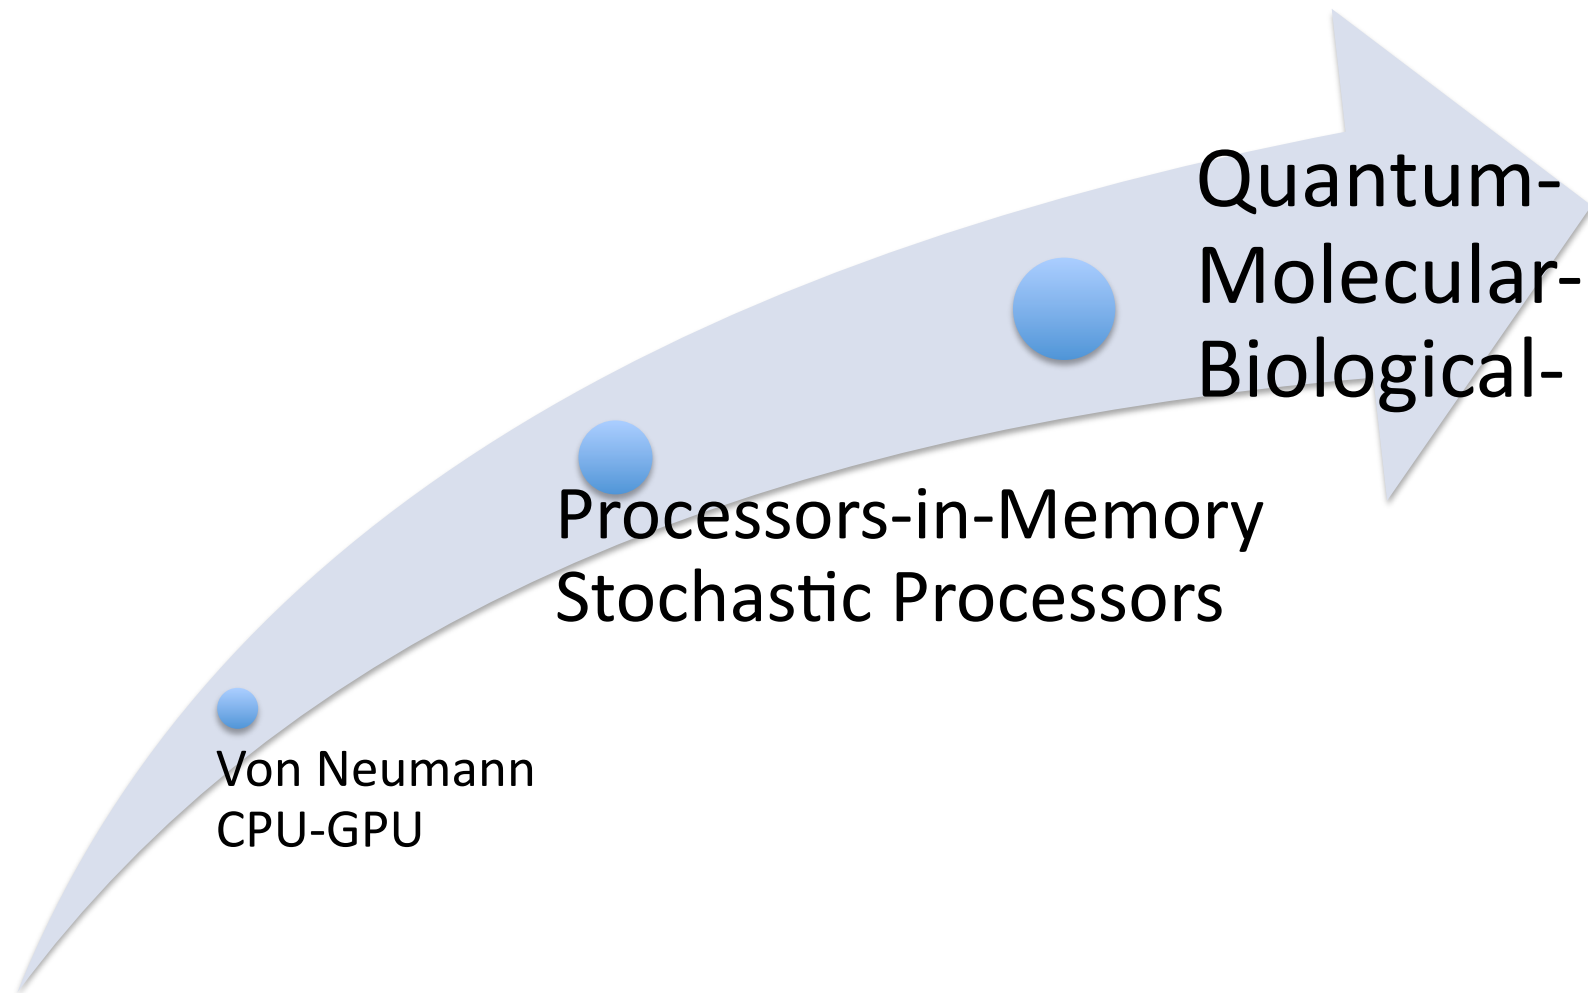 Quantum-
Molecular-
Biological-
Processors-in-Memory
Stochastic Processors
Von Neumann
CPU-GPU